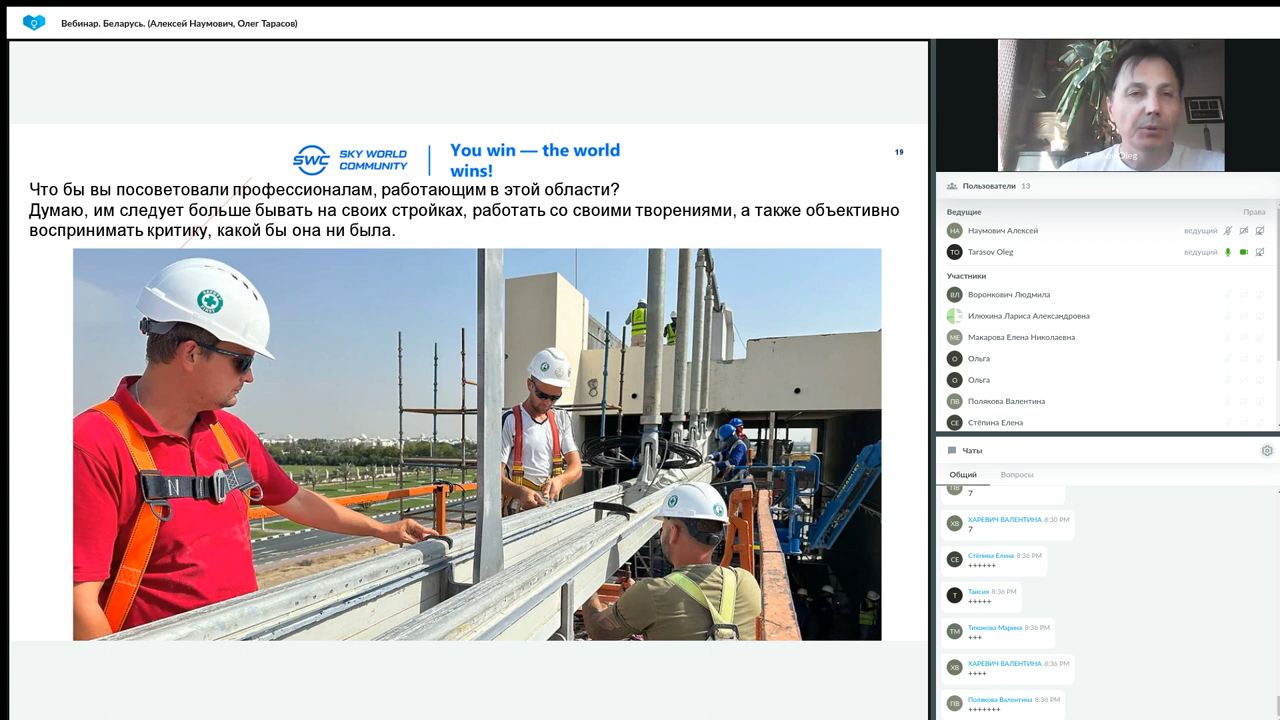 Вебинар. Беларусь. (Алексей Наумович, Олег Тарасов)
SWC
SKY WORLD
COMMUNITY
You win — the world
wins!
19
Что бы вы посоветовали профессионалам, работающим в этой области?
Думаю, им следует больше бывать на своих стройках, работать со своими творениями, а также объективно
воспринимать критику, какой бы она ни была.
Tarasov Oleg
Пользователи 13
Ведущие Права
НА Наумович Алексей ведущий
TO Tarasov Oleg ведущий
Участники
ВЛ Воронкович Людмила
Илюхина Лариса Александровна
МЕ Макарова Елена Николаевна
О Ольга
О Ольга
ПВ Полякова Валентина
СЕ Стёпина Елена
Чаты
Общий Вопросы
ПВ
7
ХВ ХАРЕВИЧ ВАЛЕНТИНА 8:30 PM
7
СЕ Стёпина Елена 8:36 PM
++++++
Т Таисия 8:36 PM
+++++
ТМ Тихонова Марина 8:36 PM
+++
ХВ ХАРЕВИЧ ВАЛЕНТИНА 8:36 PM
++++
ПВ Полякова Валентина 8:36 PM
+++++++